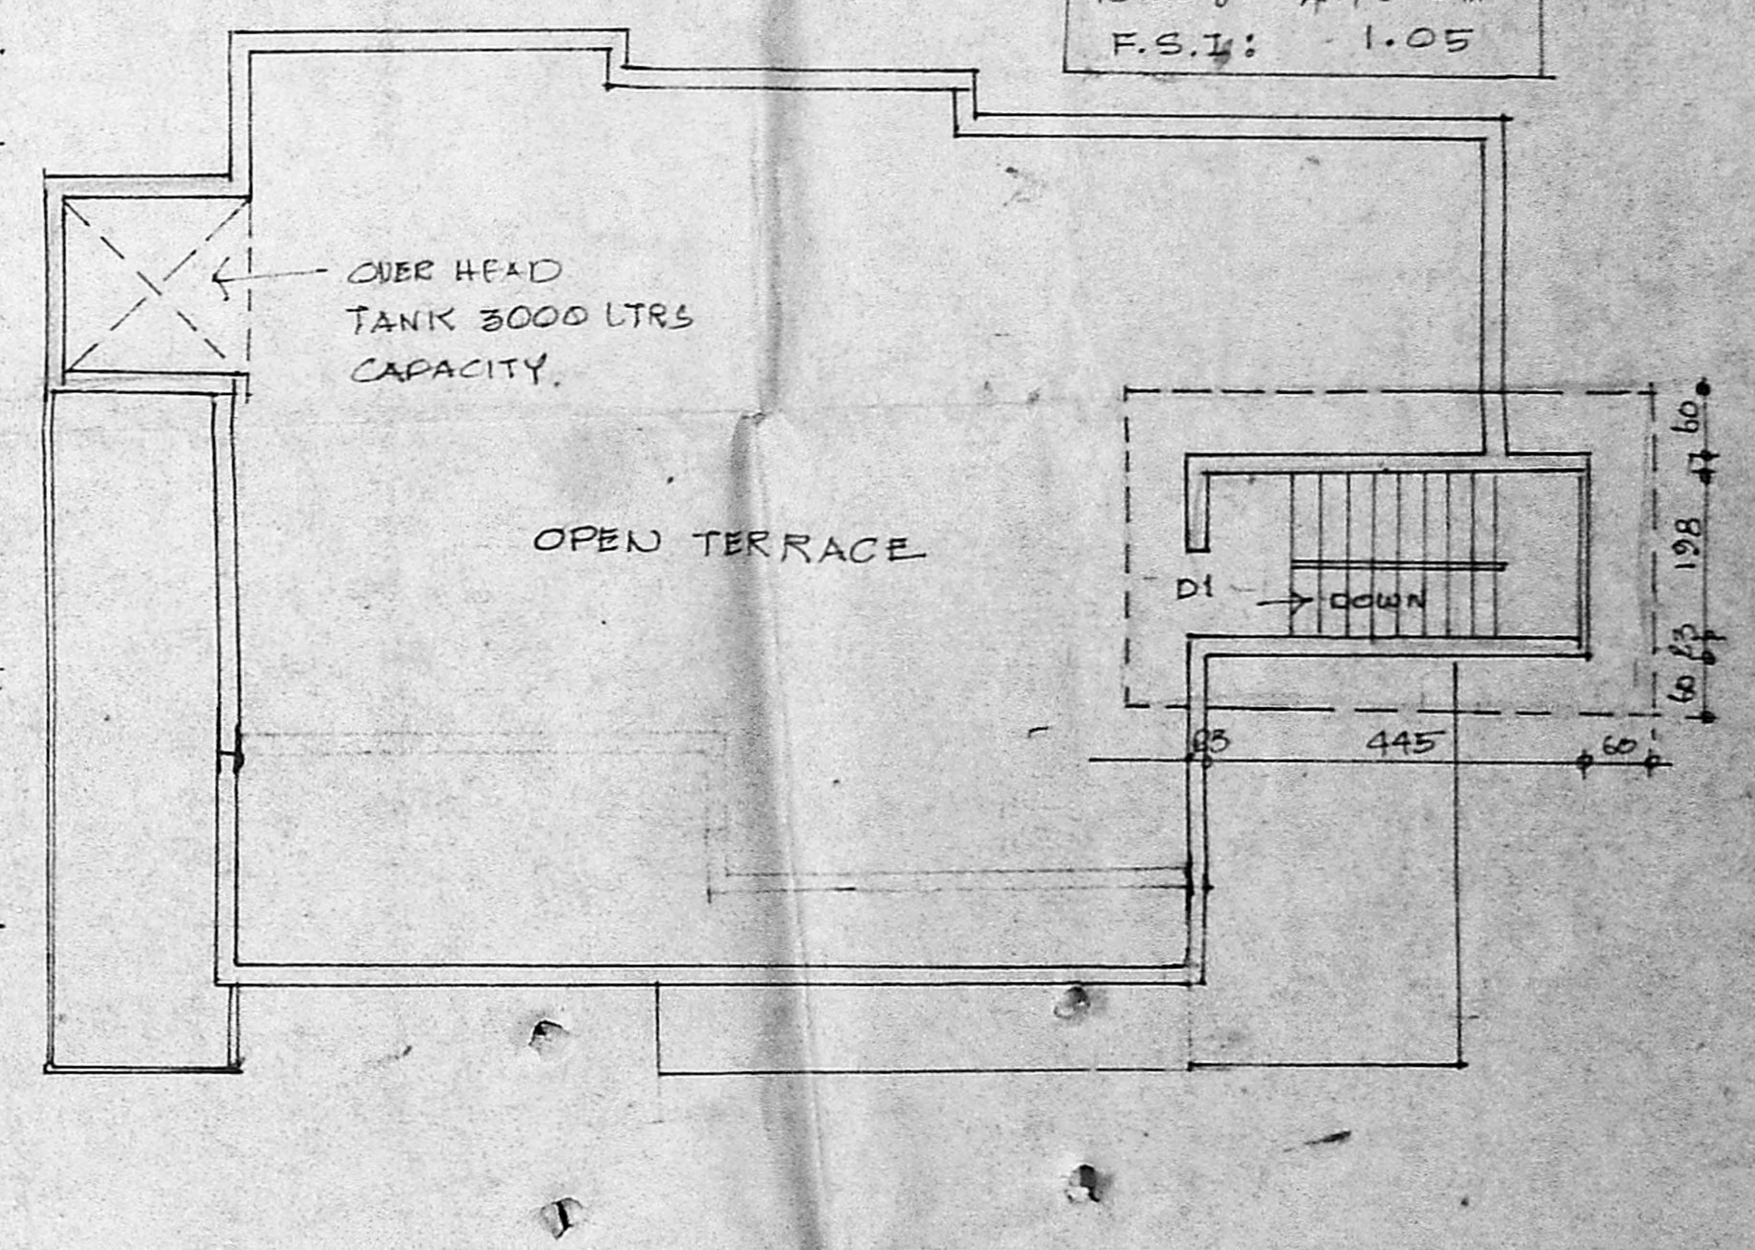 F.S.I: 1.05
OVER HEAD
TANK 3000 LTRS
CAPACITY.
OPEN TERRACE
D1
DOWN
60
198
23
60
23 445 60